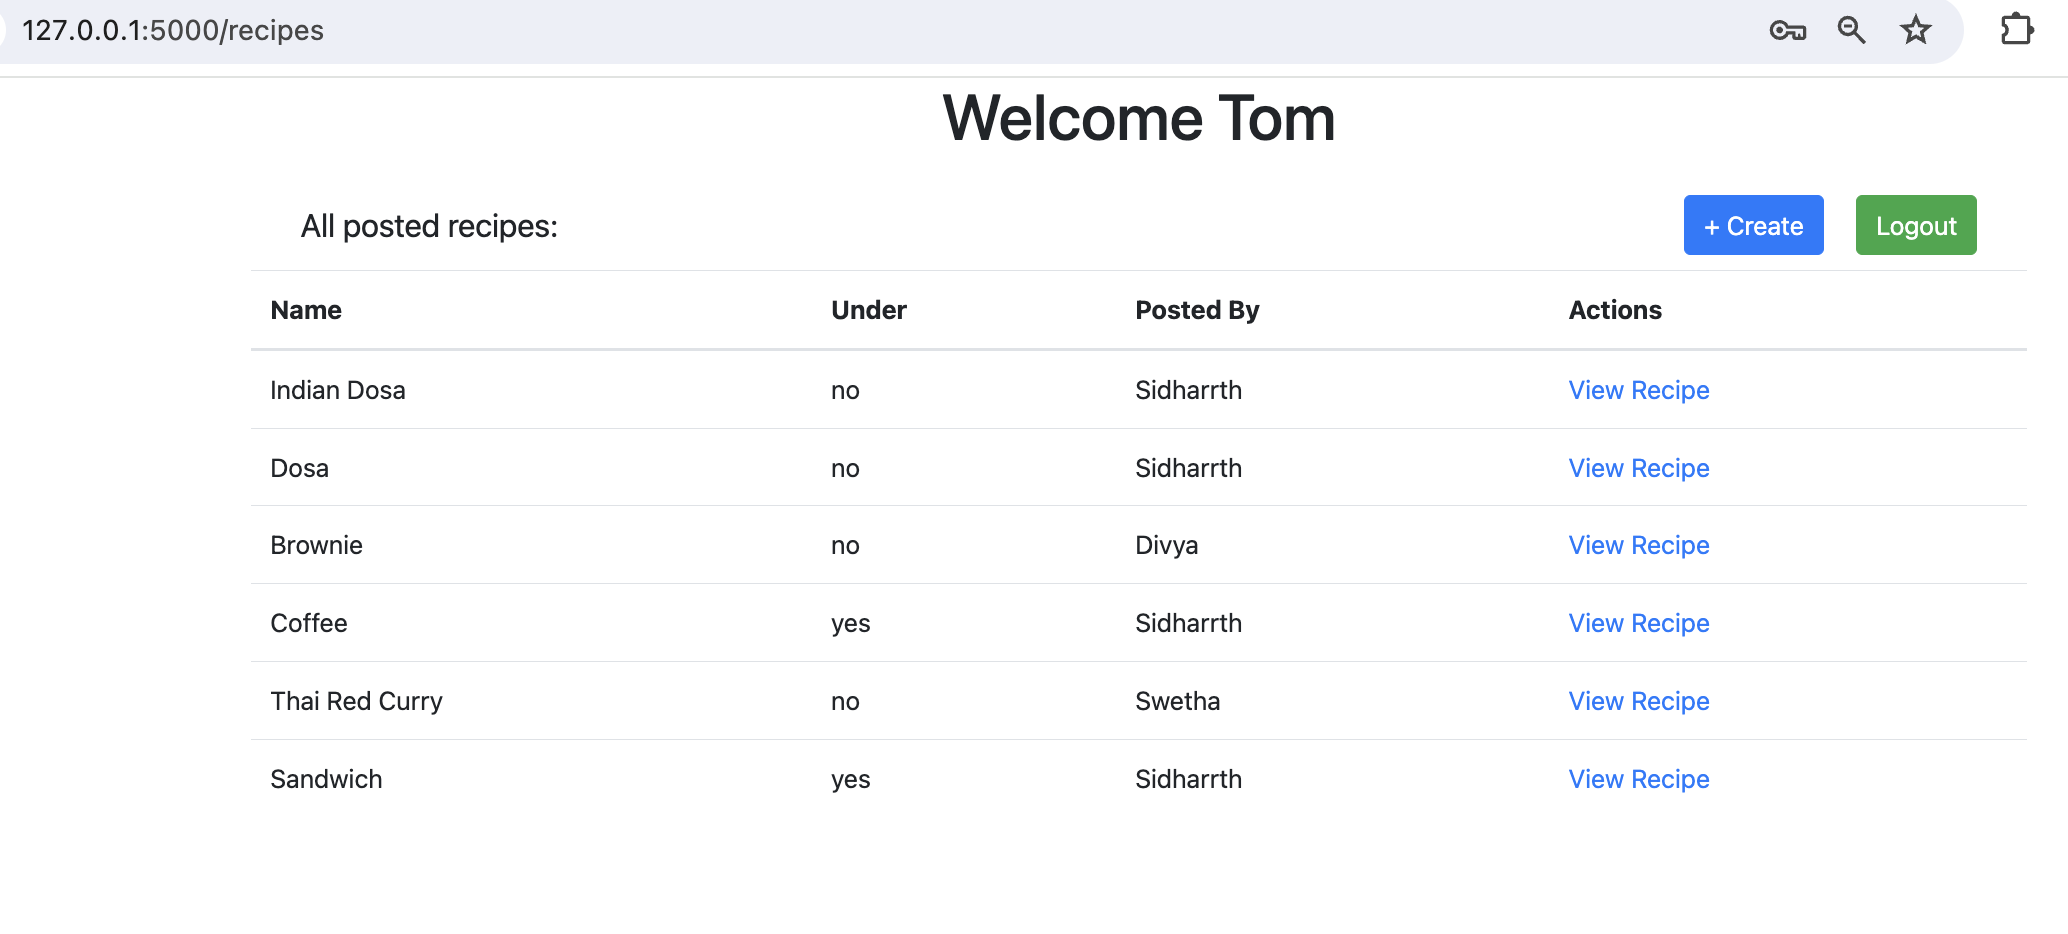 127.0.0.1:5000/recipes
Welcome Tom
All posted recipes: + Create Logout
Name Under Posted By Actions
Indian Dosa no Sidharrth View Recipe
Dosa no Sidharrth View Recipe
Brownie no Divya View Recipe
Coffee yes Sidharrth View Recipe
Thai Red Curry no Swetha View Recipe
Sandwich yes Sidharrth View Recipe